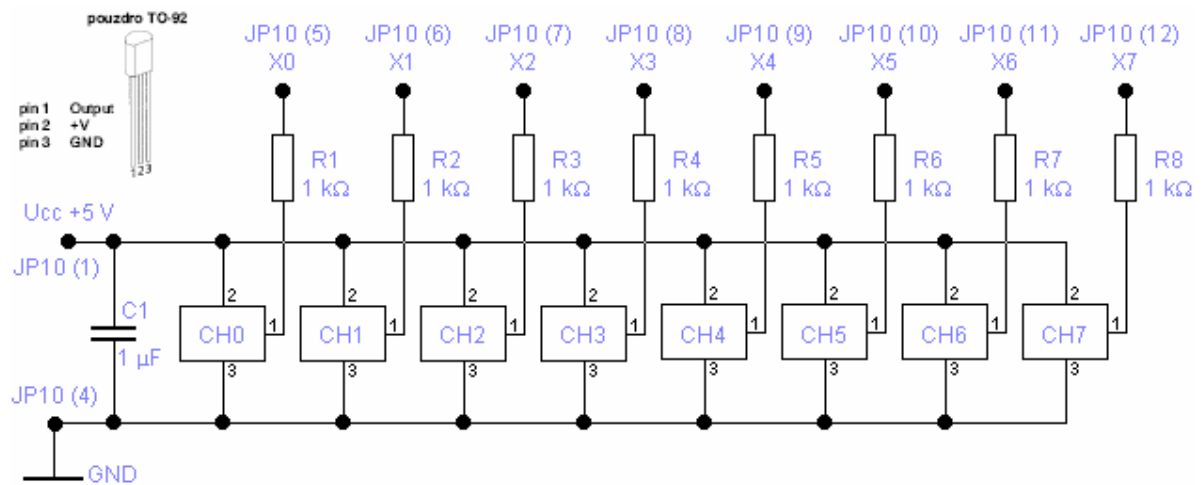 pouzdro TO-92
pin 1 Output
pin 2 +V
pin 3 GND
123
JP10 (5) JP10 (6) JP10 (7) JP10 (8) JP10 (9) JP10 (10) JP10 (11) JP10 (12)
X0 X1 X2 X3 X4 X5 X6 X7
R1 R2 R3 R4 R5 R6 R7 R8
1 kΩ 1 kΩ 1 kΩ 1 kΩ 1 kΩ 1 kΩ 1 kΩ 1 kΩ
Ucc +5 V
JP10 (1)
2 2 2 2 2 2 2 2
C1
1 1 1 1 1 1 1 1
CH0 CH1 CH2 CH3 CH4 CH5 CH6 CH7
1 µF
3 3 3 3 3 3 3 3
JP10 (4)
GND